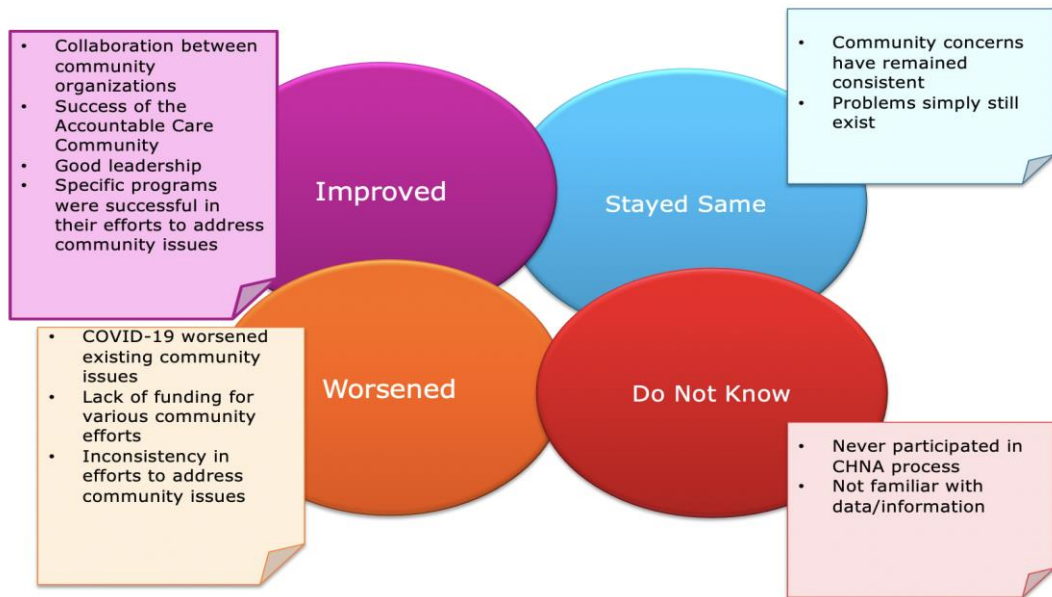 • Collaboration between
community
organizations
• Success of the
Accountable Care
Community
• Good leadership
• Specific programs
were successful in
their efforts to address
community issues
Improved
Stayed Same
• Community concerns
have remained
consistent
• Problems simply still
exist
• COVID-19 worsened
existing community
issues
• Lack of funding for
various community
efforts
• Inconsistency in
efforts to address
community issues
Worsened
Do Not Know
• Never participated in
CHNA process
• Not familiar with
data/information